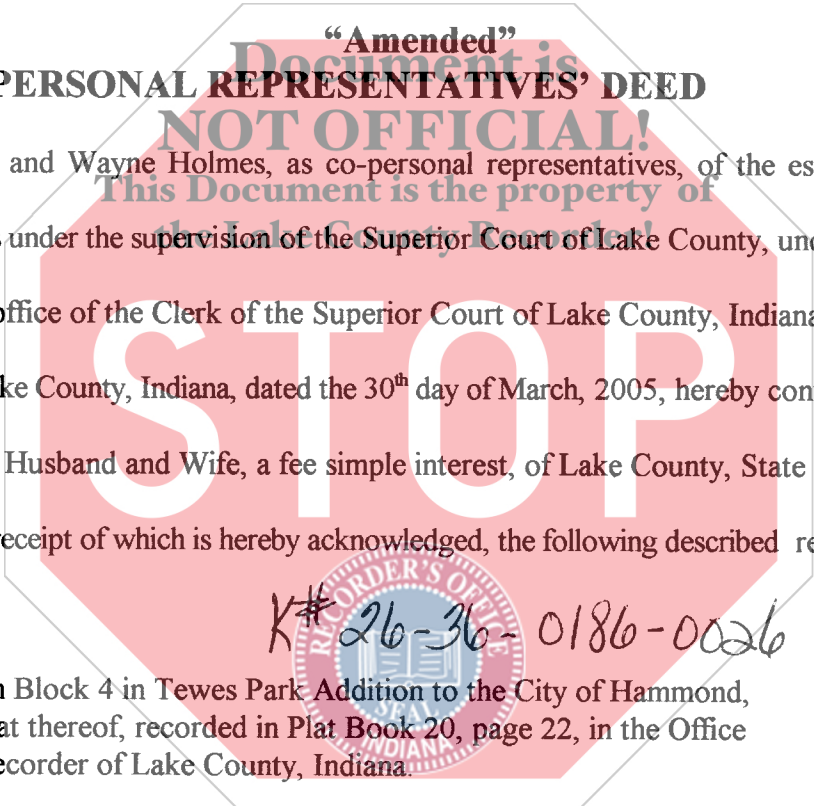 “Amended”
Document is
PERSONAL REPRESENTATIVES’ DEED
NOT OFFICIAL!
and Wayne Holmes, as co-personal representatives, of the es
This Document is the property of
under the supervision of the Superior Court of Lake County, und
the Lake County Recorder!
office of the Clerk of the Superior Court of Lake County, Indiana
ke County, Indiana, dated the 30th day of March, 2005, hereby con
STOP
Husband and Wife, a fee simple interest, of Lake County, State
receipt of which is hereby acknowledged, the following described re
RECORDER'S OFFICE
K# 26-36-0186-0026
n Block 4 in Tewes Park Addition to the City of Hammond,
SEAL
at thereof, recorded in Plat Book 20, page 22, in the Office
INDIANA
ecorder of Lake County, Indiana.